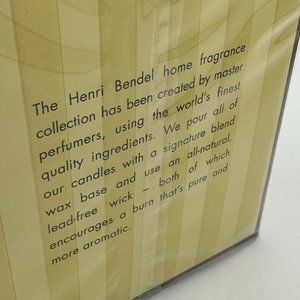 The Henri Bendel home fragrance
collection has been created by master
perfumers, using the world's finest
quality ingredients. We pour all of
our candles with a signature blend
wax base and use an all-natural,
lead-free wick – both of which
encourages a burn that's pure and
more aromatic.